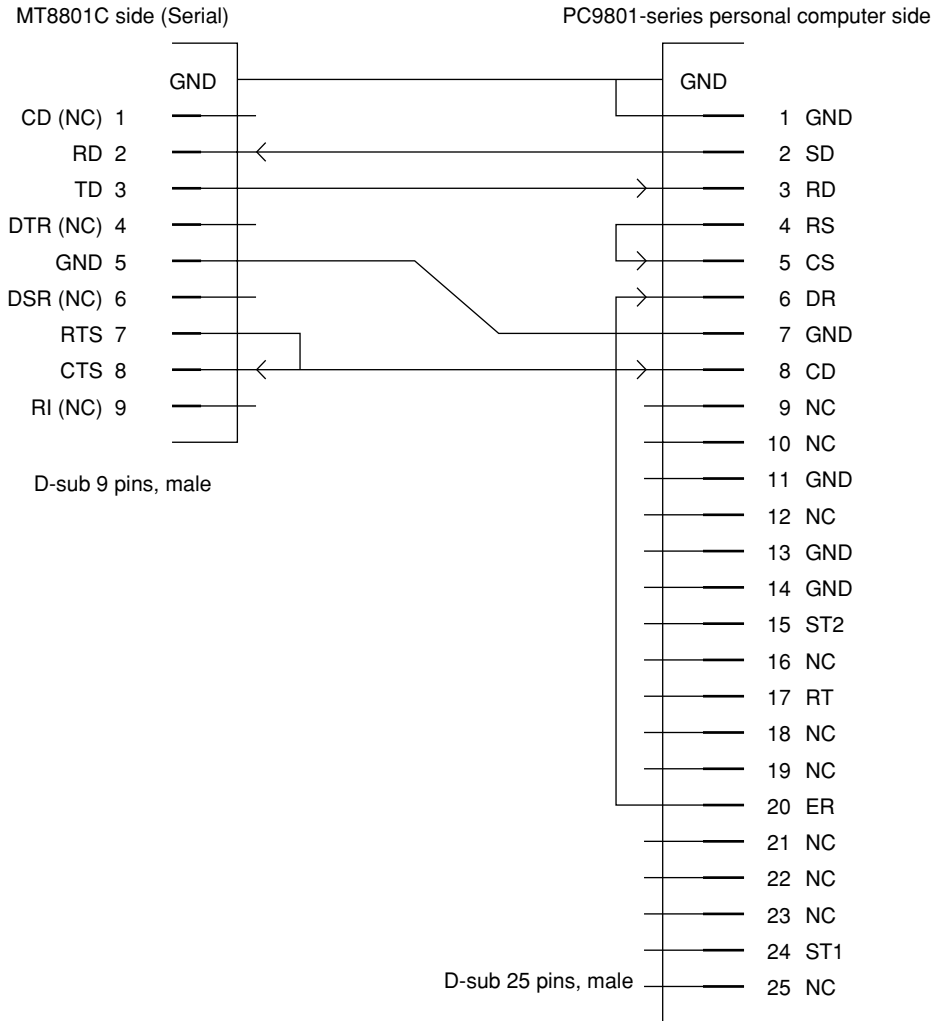 MT8801C side (Serial)
PC9801-series personal computer side
GND
GND
CD (NC) 1
1 GND
RD 2
2 SD
TD 3
3 RD
DTR (NC) 4
4 RS
GND 5
5 CS
DSR (NC) 6
6 DR
RTS 7
7 GND
CTS 8
8 CD
RI (NC) 9
9 NC
10 NC
D-sub 9 pins, male
11 GND
12 NC
13 GND
14 GND
15 ST2
16 NC
17 RT
18 NC
19 NC
20 ER
21 NC
22 NC
23 NC
24 ST1
D-sub 25 pins, male
25 NC